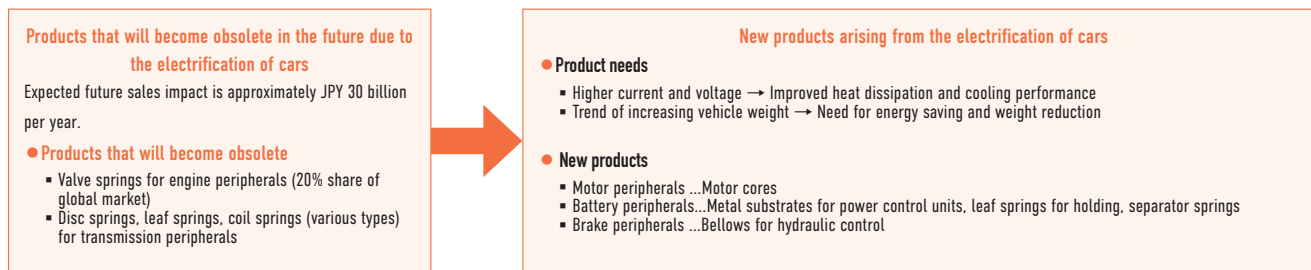 Products that will become obsolete in the future due to
the electrification of cars
Expected future sales impact is approximately JPY 30 billion
per year.
● Products that will become obsolete
▪ Valve springs for engine peripherals (20% share of
global market)
▪ Disc springs, leaf springs, coil springs (various types)
for transmission peripherals
New products arising from the electrification of cars
● Product needs
▪ Higher current and voltage → Improved heat dissipation and cooling performance
▪ Trend of increasing vehicle weight → Need for energy saving and weight reduction
● New products
▪ Motor peripherals ...Motor cores
▪ Battery peripherals...Metal substrates for power control units, leaf springs for holding, separator springs
▪ Brake peripherals ...Bellows for hydraulic control